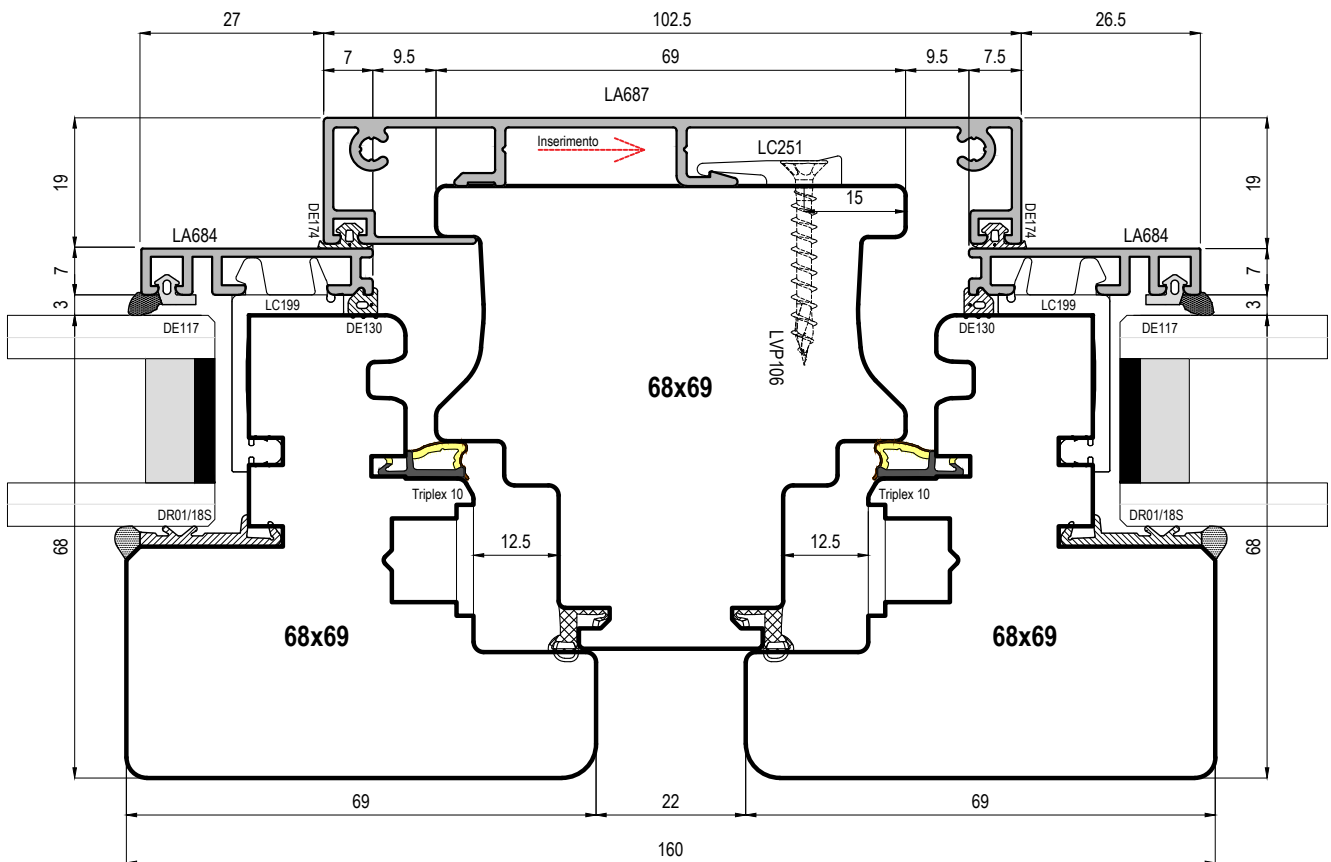 27 102.5 26.5
7 9.5 69 9.5 7.5
LA687
Inserimento
LC251
19
15
19
DE174
DE174
LA684
LA684
7
7
3
3
LC199
LC199
DE117
DE130
DE130
DE117
LVP106
68x69
Triplex 10
Triplex 10
DR01/18S
DR01/18S
68
12.5
12.5
68
68x69
68x69
69 22 69
160